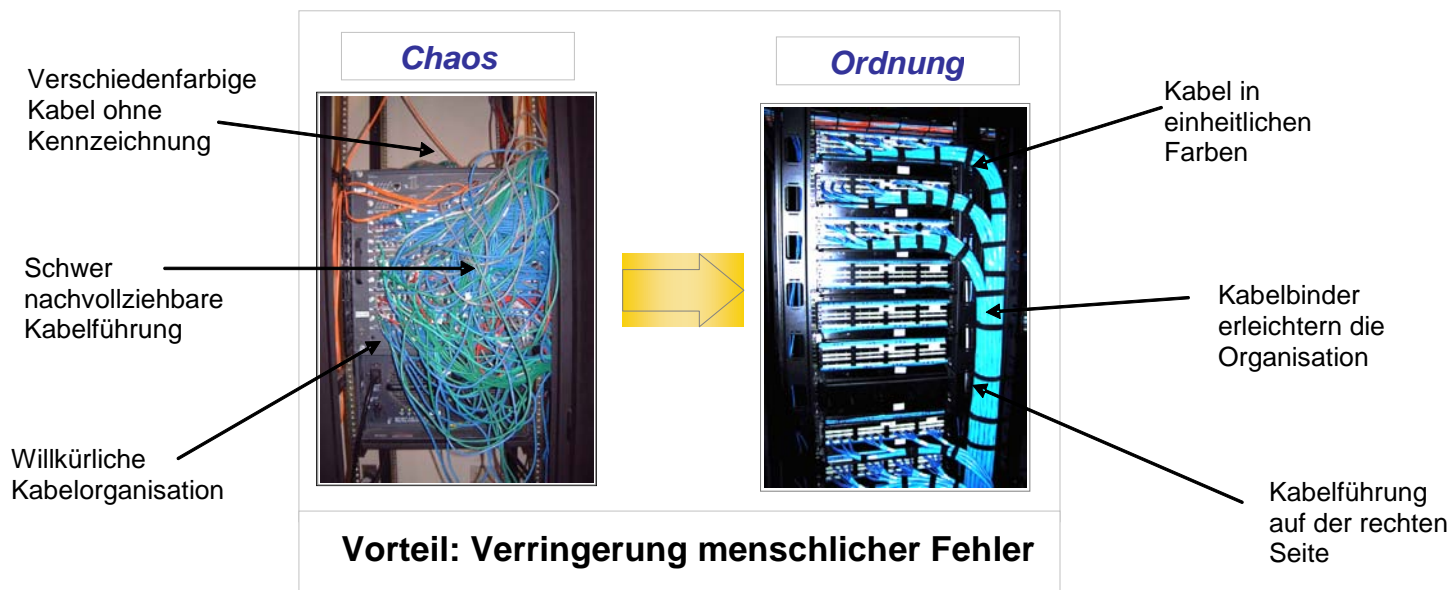 Chaos
Ordnung
Verschiedenfarbige
Kabel ohne
Kennzeichnung
Schwer
nachvollziehbare
Kabelführung
Willkürliche
Kabelorganisation
Kabel in
einheitlichen
Farben
Kabelbinder
erleichtern die
Organisation
Kabelführung
auf der rechten
Seite
Vorteil: Verringerung menschlicher Fehler